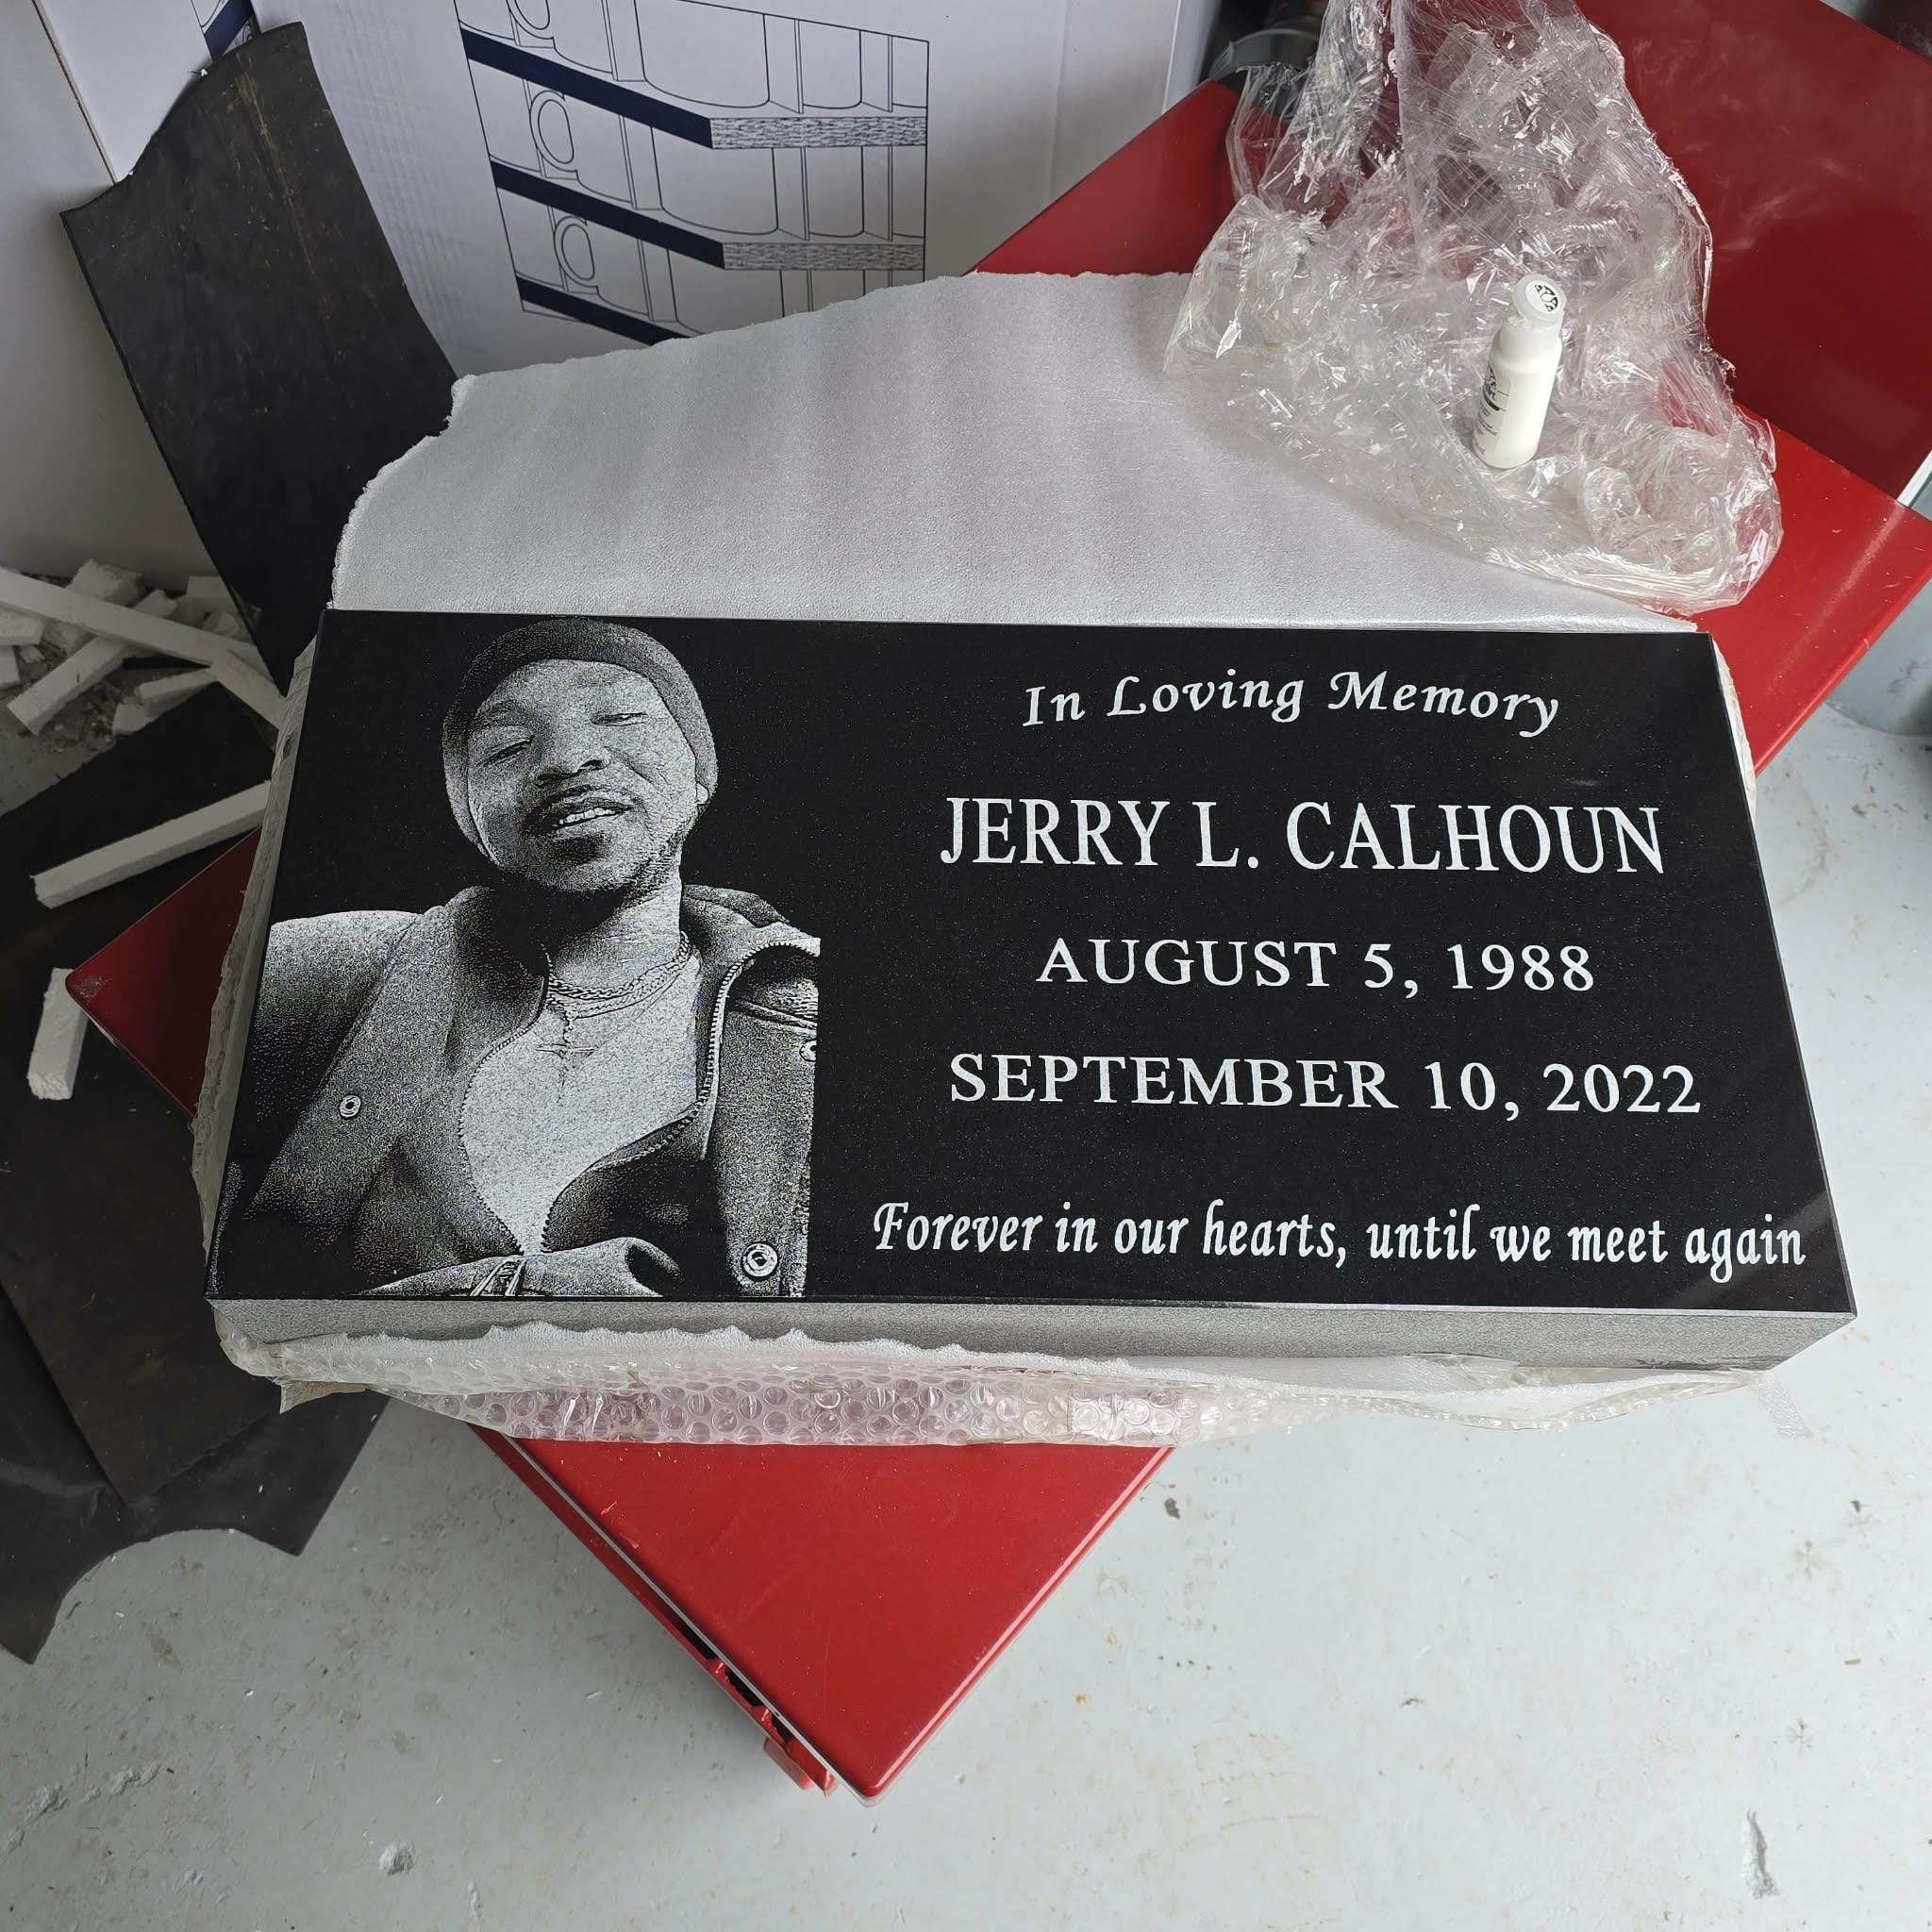 In Loving Memory
JERRY L. CALHOUN
AUGUST 5, 1988
SEPTEMBER 10, 2022
Forever in our hearts, until we meet again